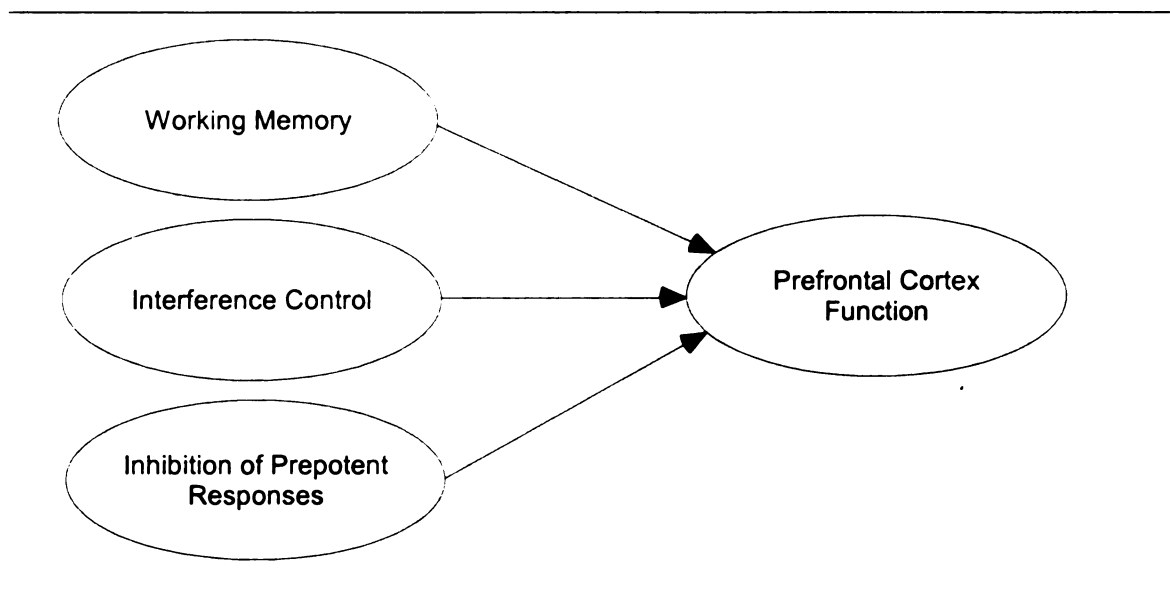 Working Memory
Interference Control
Inhibition of Prepotent
Responses
Prefrontal Cortex
Function